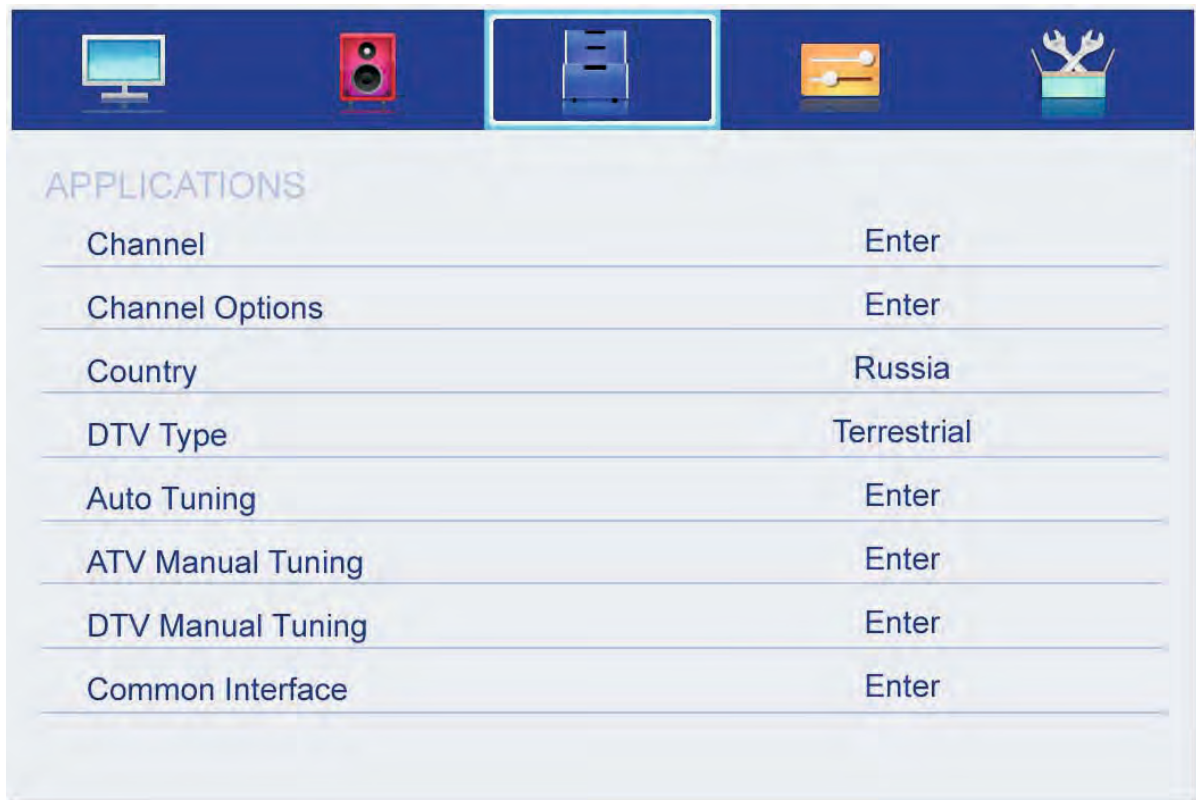 APPLICATIONS
Channel Enter
Channel Options Enter
Country Russia
DTV Type Terrestrial
Auto Tuning Enter
ATV Manual Tuning Enter
DTV Manual Tuning Enter
Common Interface Enter